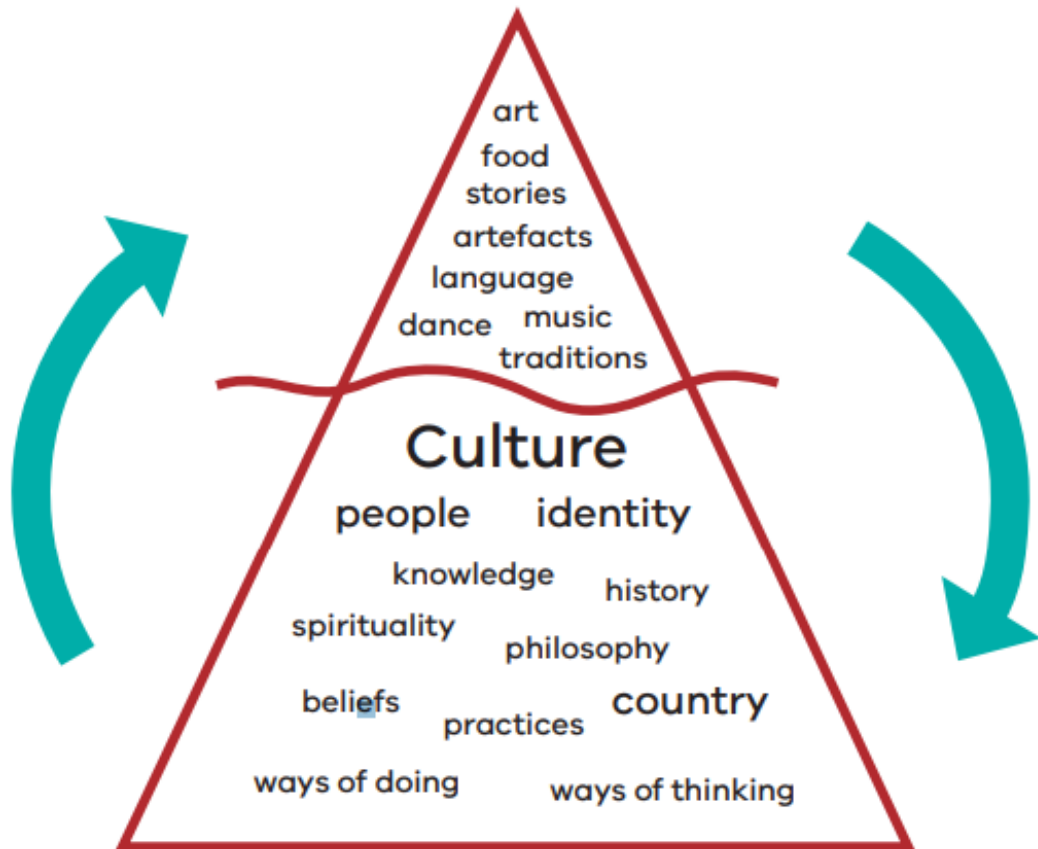 art
food
stories
artefacts
language
dance music
traditions
Culture
people identity
knowledge
history
spirituality
philosophy
beliefs
country
practices
ways of doing
ways of thinking